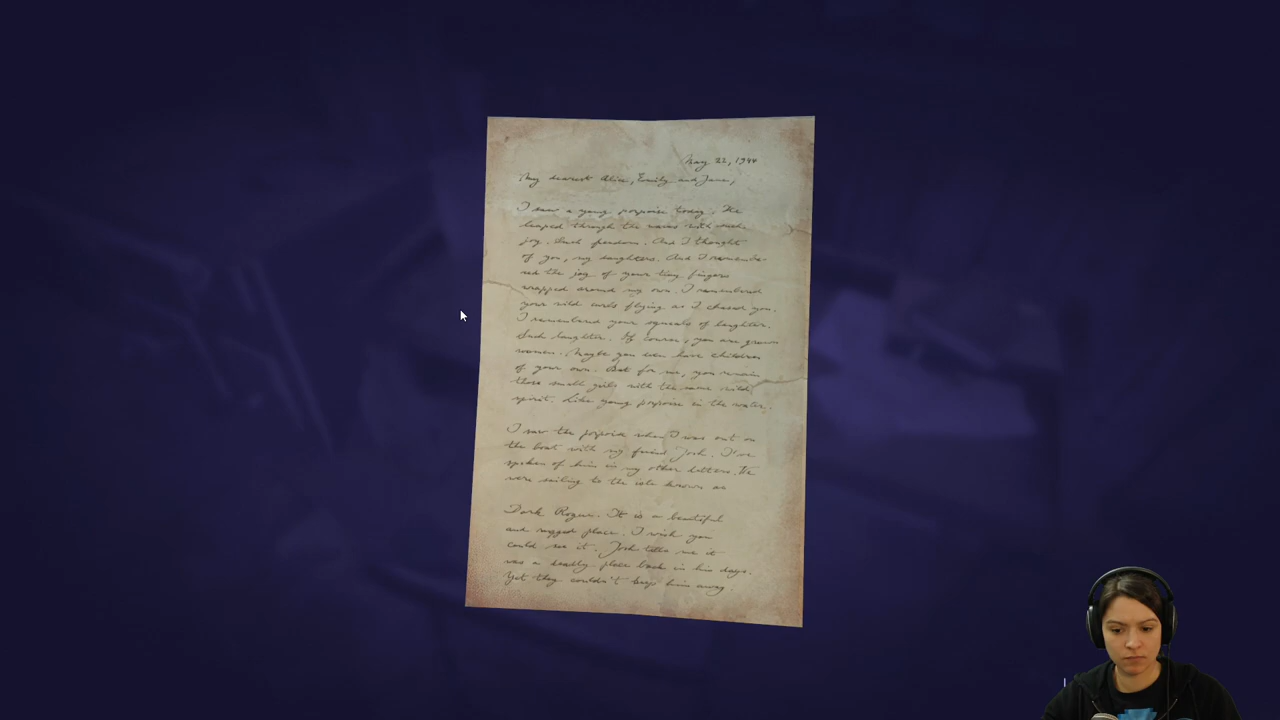 May 22, 1944
My dearest Alice, Emily and Jane,
I saw a young porpoise today. He
leaped through the waves with such
joy. Such freedom. And I thought
of you, my daughters. And I remembe-
red the joy of your tiny fingers
wrapped around my own. I remembered
your wild curls flying as I chased you.
I remembered your squeals of laughter.
Such laughter. Of course, you are grown
women. Maybe you even have children
of your own. But for me, you remain
those small girls with the same wild
spirit. Like young porpoise in the water.
I saw the porpoise when I was out on
the boat with my friend Josh. I've
spoken of him in my other letters. We
were sailing to the isle known as
Dark Rogue. It is a beautiful
and rugged place. I wish you
could see it. Josh tells me it
was a deadly place back in his days.
Yet they couldn't keep him away.